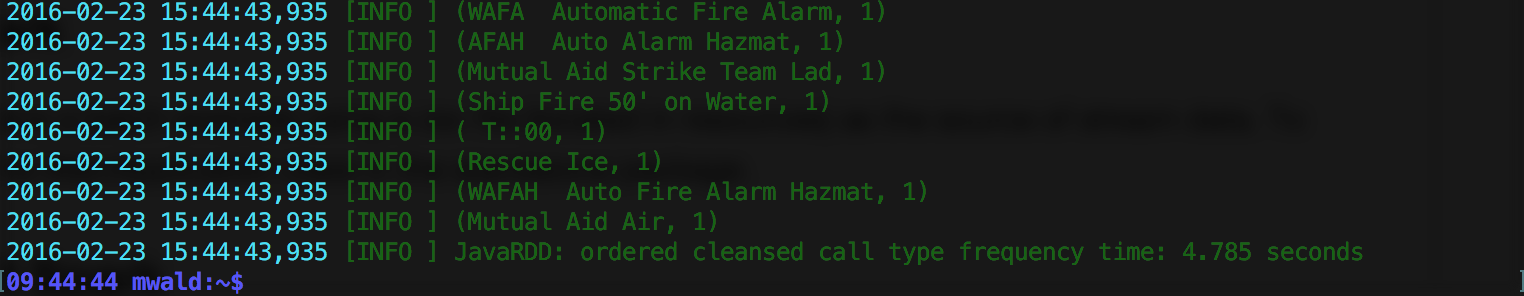 2016-02-23 15:44:43,935 [INFO ] (WAFA  Automatic Fire Alarm, 1)
2016-02-23 15:44:43,935 [INFO ] (AFAH  Auto Alarm Hazmat, 1)
2016-02-23 15:44:43,935 [INFO ] (Mutual Aid Strike Team Lad, 1)
2016-02-23 15:44:43,935 [INFO ] (Ship Fire 50' on Water, 1)
2016-02-23 15:44:43,935 [INFO ] ( T::00, 1)
2016-02-23 15:44:43,935 [INFO ] (Rescue Ice, 1)
2016-02-23 15:44:43,935 [INFO ] (WAFAH  Auto Fire Alarm Hazmat, 1)
2016-02-23 15:44:43,935 [INFO ] (Mutual Aid Air, 1)
2016-02-23 15:44:43,935 [INFO ] JavaRDD: ordered cleansed call type frequency time: 4.785 seconds
[09:44:44 mwald:~$ ]